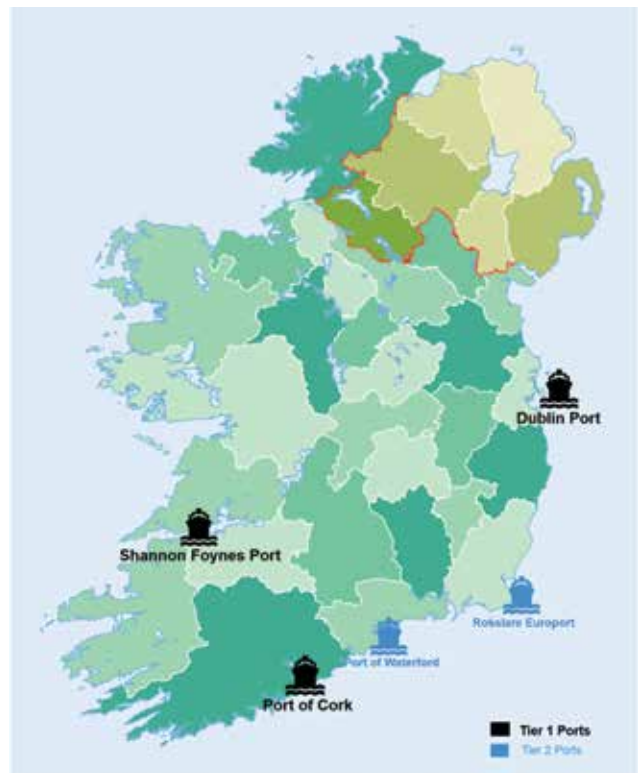 Dublin Port
Shannon Foynes Port
Rosslare Europort
Port of Waterford
Port of Cork
Tier 1 Ports
Tier 2 Ports